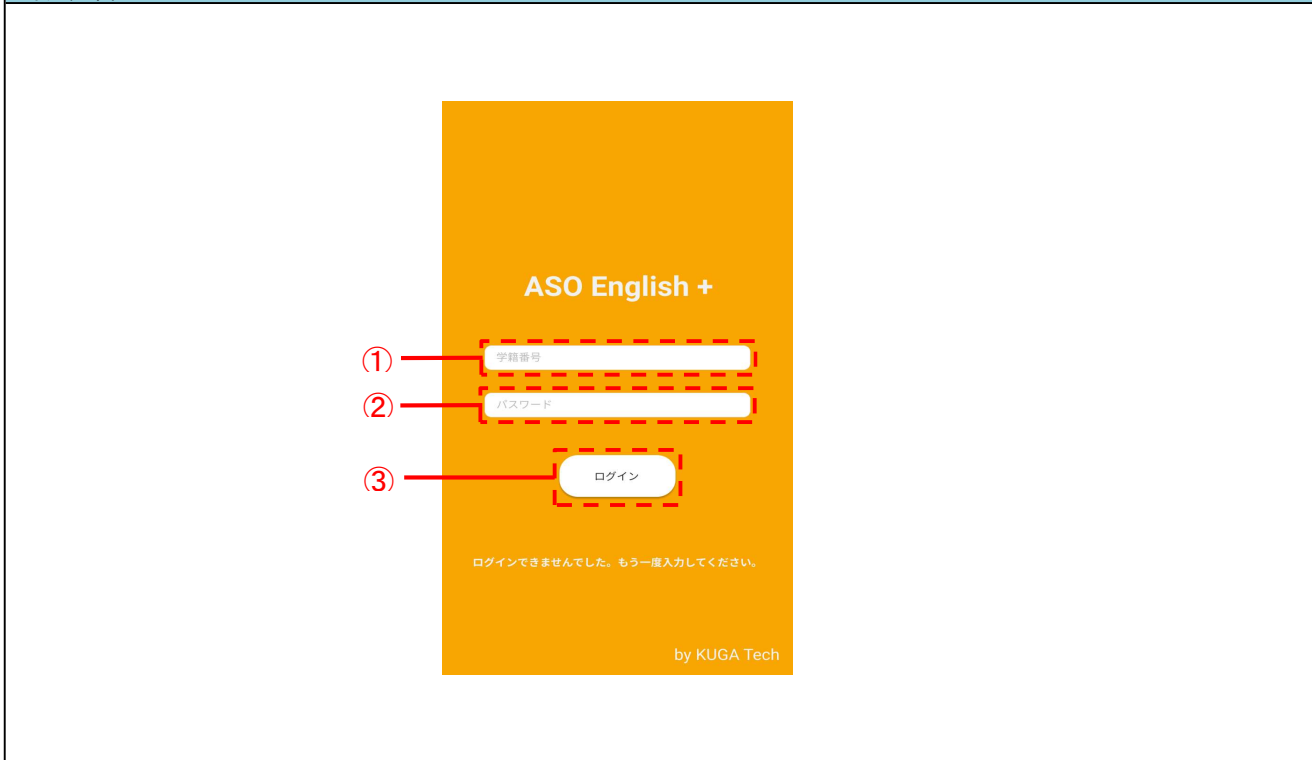 ASO English +
① 学籍番号
② パスワード
③ ログイン
ログインできませんでした。もう一度入力してください。
by KUGA Tech